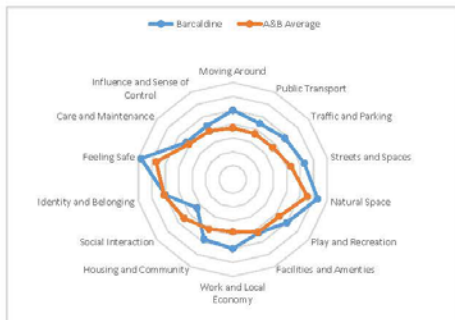 Barcaldine
A&B Average
Moving Around
Public Transport
Traffic and Parking
Streets and Spaces
Natural Space
Play and Recreation
Facilities and Amenties
Work and Local
Economy
Housing and Community
Social Interaction
Identity and Belonging
Feeling Safe
Care and Maintenance
Influence and Sense of
Control